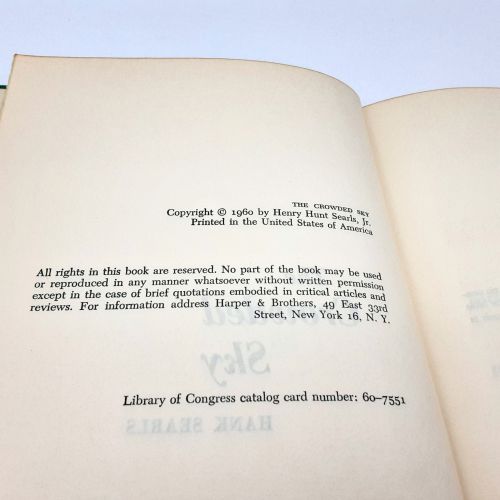 THE CROWDED SKY
Copyright © 1960 by Henry Hunt Searls, Jr.
Printed in the United States of America
All rights in this book are reserved. No part of the book may be used
or reproduced in any manner whatsoever without written permission
except in the case of brief quotations embodied in critical articles and
reviews. For information address Harper & Brothers, 49 East 33rd
Street, New York 16, N. Y.
Library of Congress catalog card number: 60–7551
Sky
HANK SEARLS